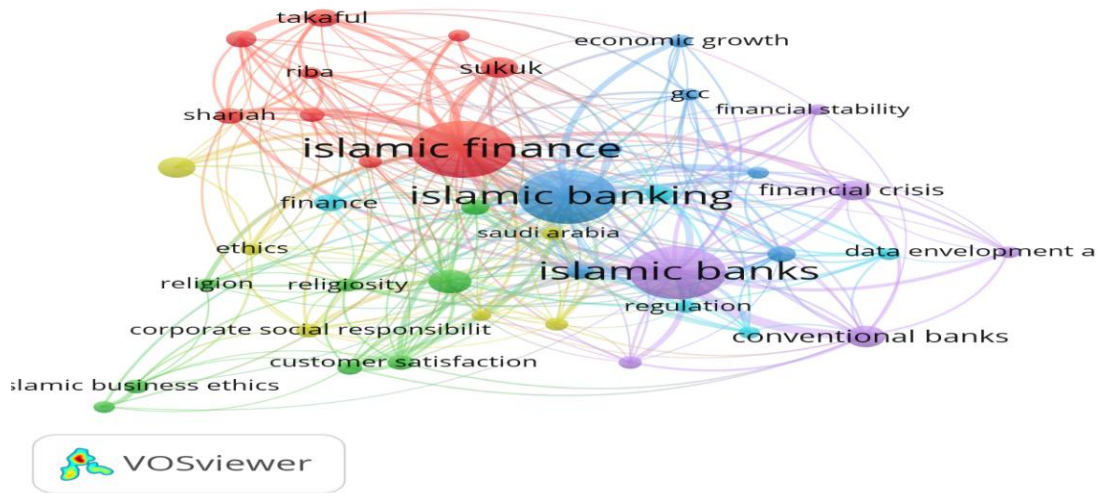 takaful
economic growth
riba
sukuk
gcc
shariah
financial stability
islamic finance
islamic banking
financial crisis
finance
saudi arabia
ethics
data envelopment a
islamic banks
religion
religiosity
regulation
corporate social responsibilit
conventional banks
customer satisfaction
slamic business ethics
VOSviewer